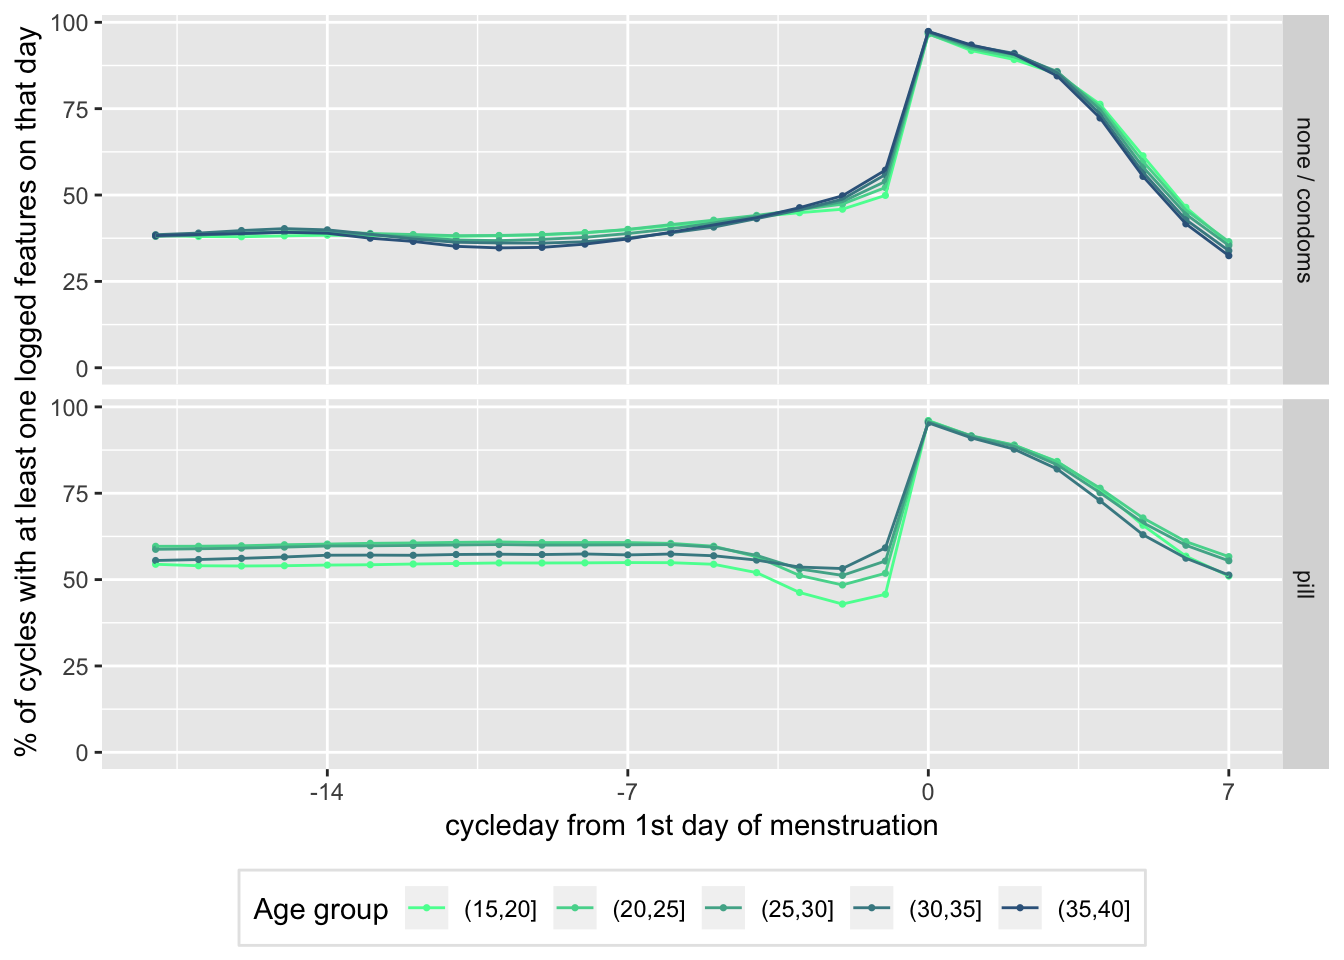 % of cycles with at least one logged features on that day
100
75
50
25
0
none / condoms
100
75
50
25
0
pill
-14 -7 0 7
cycleday from 1st day of menstruation
Age group (15,20] (20,25] (25,30] (30,35] (35,40]